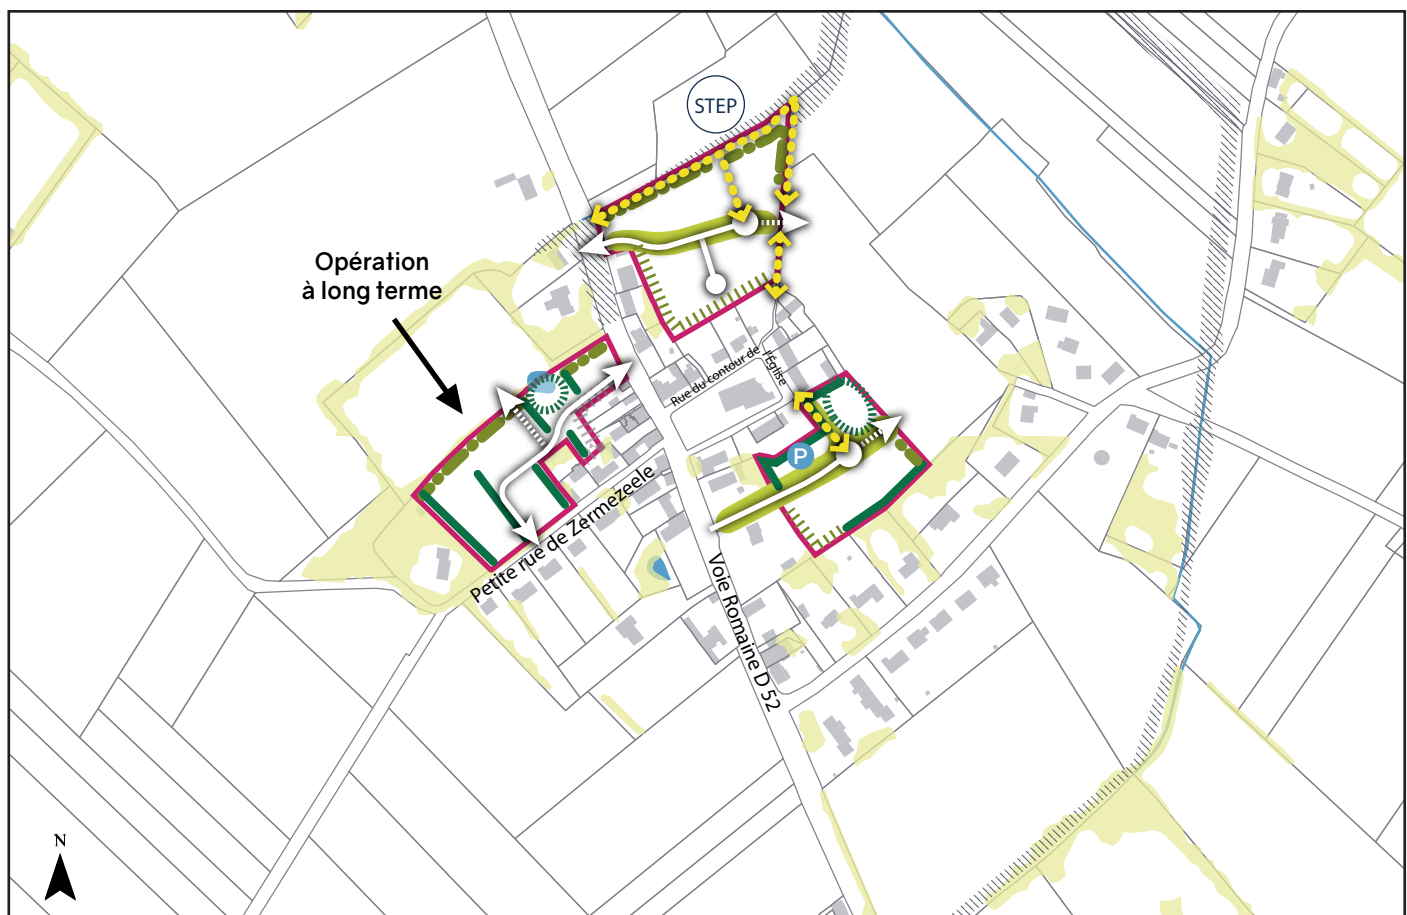 STEP
Opération
à long terme
Rue du contour de
l'Église
P
Petite rue de Zermezeele
Voie Romaine D 52
N